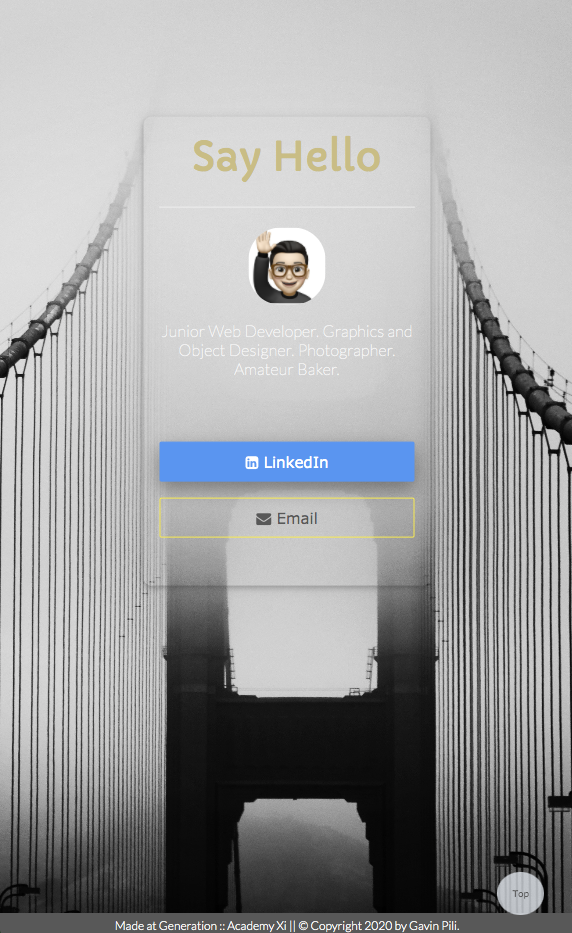 Say Hello
Junior Web Developer. Graphics and
Object Designer. Photographer.
Amateur Baker.
LinkedIn
Email
Top
Made at Generation :: Academy Xi || © Copyright 2020 by Gavin Pili.